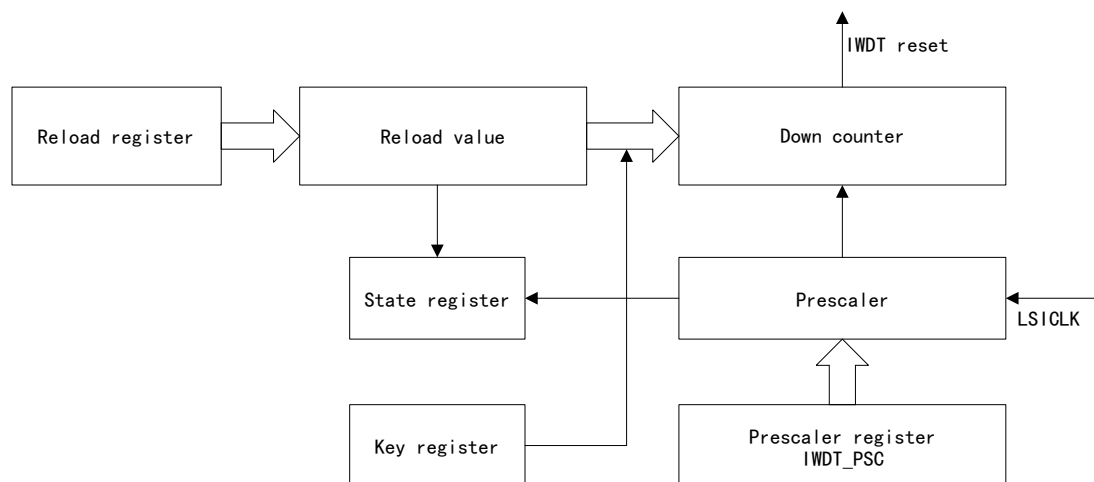 IWDT reset
Reload register
Reload value
Down counter
State register
Prescaler
LSICLK
Key register
Prescaler register
IWDT_PSC